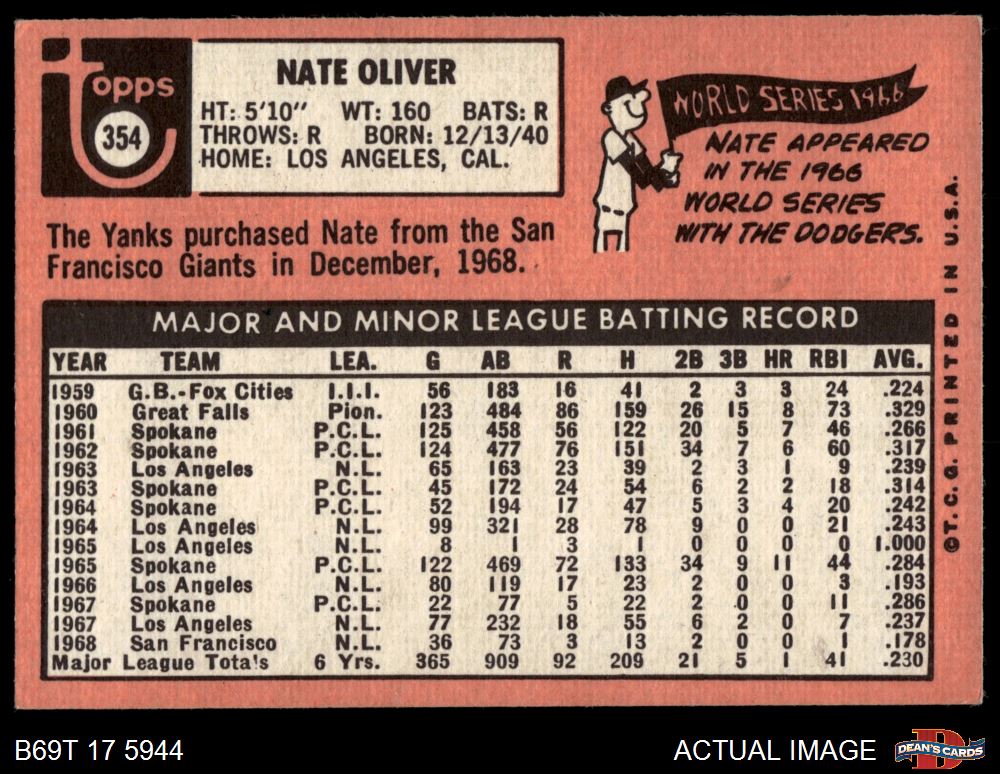 Topps
354
NATE OLIVER
HT: 5'10" WT: 160 BATS: R
THROWS: R BORN: 12/13/40
HOME: LOS ANGELES, CAL.
WORLD SERIES 1966
NATE APPEARED
IN THE 1966
WORLD SERIES
WITH THE DODGERS.
The Yanks purchased Nate from the San
Francisco Giants in December, 1968.
MAJOR AND MINOR LEAGUE BATTING RECORD
YEAR TEAM LEA. G AB R H 2B 3B HR RBI AVG.
1959 G.B.-Fox Cities I.I.I. 56 183 16 41 2 3 3 24 .224
1960 Great Falls Pion. 123 484 86 159 26 15 8 73 .329
1961 Spokane P.C.L. 125 458 56 122 20 5 7 46 .266
1962 Spokane P.C.L. 124 477 76 151 34 7 6 60 .317
1963 Los Angeles N.L. 65 163 23 39 2 3 1 9 .239
1963 Spokane P.C.L. 45 172 24 54 6 2 2 18 .314
1964 Spokane P.C.L. 52 194 17 47 5 3 4 20 .242
1964 Los Angeles N.L. 99 321 28 78 9 0 0 21 .243
1965 Los Angeles N.L. 8 1 3 1 0 0 0 0 1.000
1965 Spokane P.C.L. 122 469 72 133 34 9 11 44 .284
1966 Los Angeles N.L. 80 119 17 23 2 0 0 3 .193
1967 Spokane P.C.L. 22 77 5 22 2 0 0 11 .286
1967 Los Angeles N.L. 77 232 18 55 6 2 0 7 .237
1968 San Francisco N.L. 36 73 3 13 2 0 0 1 .178
Major League Totals 6 Yrs. 365 909 92 209 21 5 1 41 .230
©T.C.G. PRINTED IN U.S.A.
B69T 17 5944
ACTUAL IMAGE
D
DEAN'S CARDS